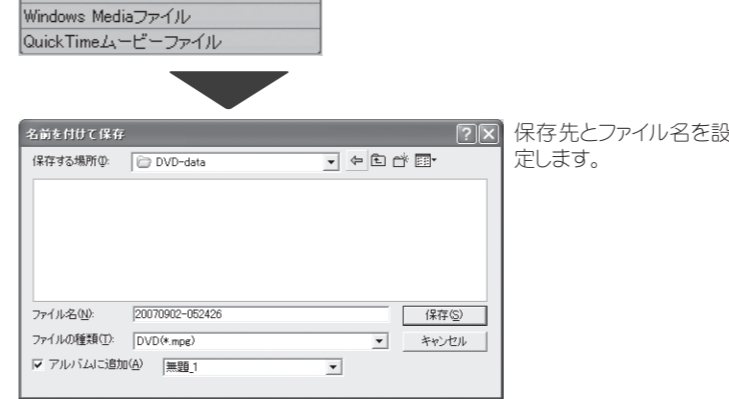 Windows Mediaファイル
QuickTimeムービーファイル
名前を付けて保存
保存先とファイル名を設
定します。
保存する場所(I):
DVD-data
ファイル名(N):
20070902-052426
保存(S)
ファイルの種類(T):
DVD(*.mpg)
キャンセル
アルバムに追加(A)
無題_1